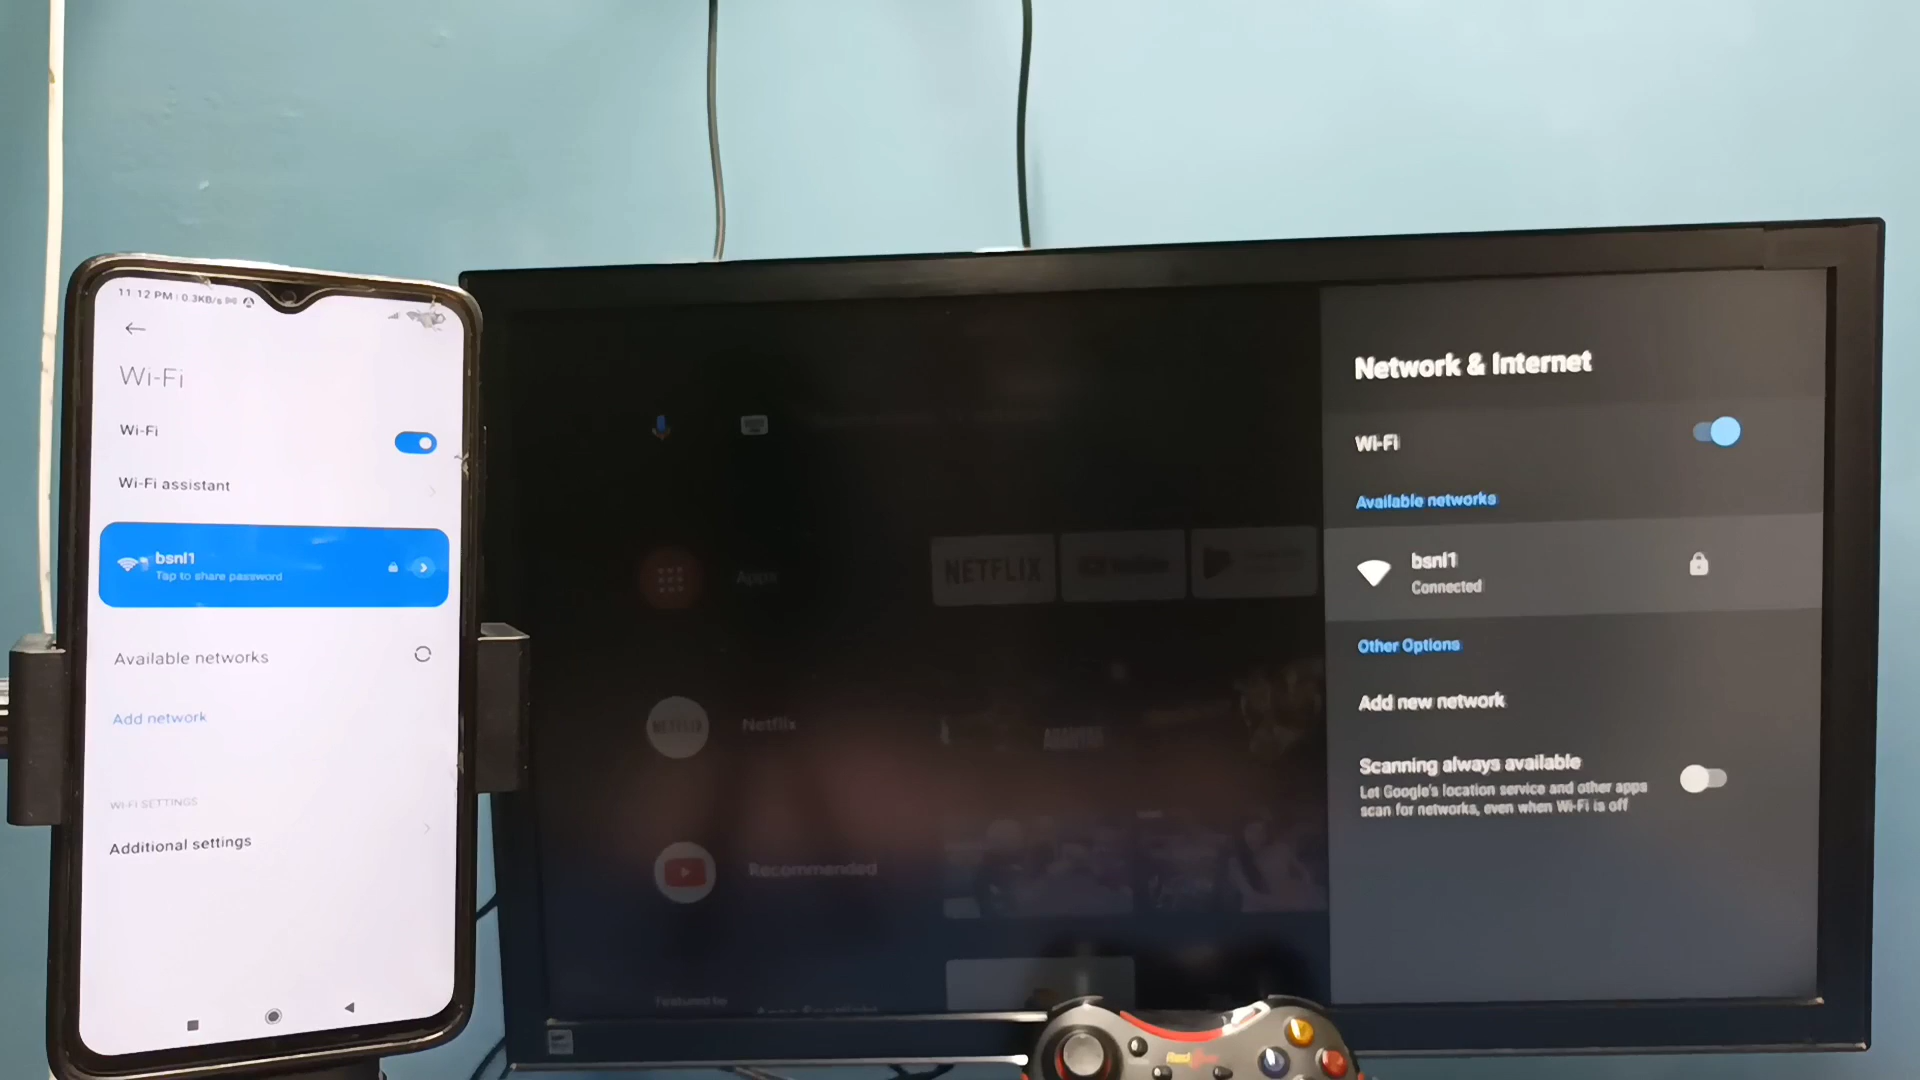 11:12 PM | 0.3KB/s
Wi-Fi
Wi-Fi
Wi-Fi assistant
bsnl1
Tap to share password
Available networks
Add network
WI-FI SETTINGS
Additional settings
Apps
NETFLIX
Netflix
Recommended
Network & Internet
Wi-Fi
Available networks
bsnl1
Connected
Other Options
Add new network
Scanning always available
Let Google's location service and other apps
scan for networks, even when Wi-Fi is off